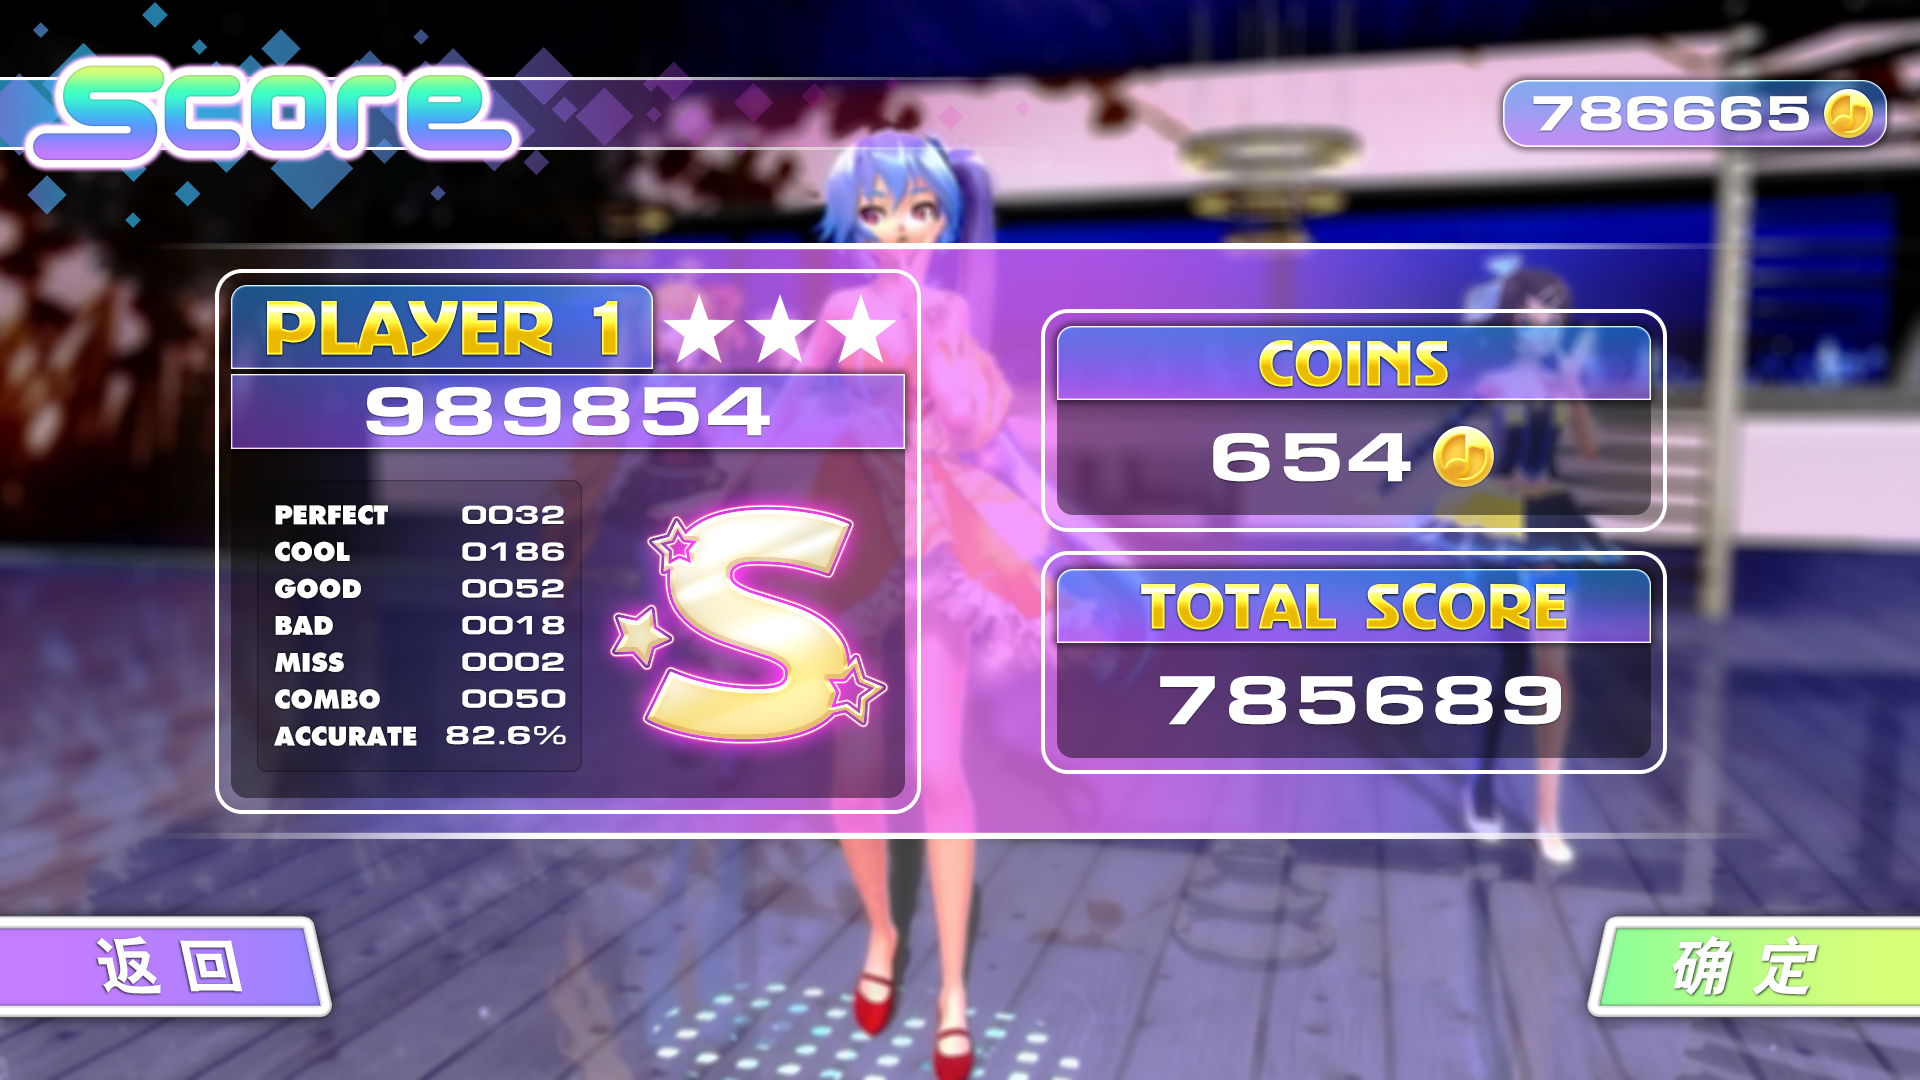 Score
786665
PLAYER 1
989854
PERFECT 0032
COOL 0186
GOOD 0052
BAD 0018
MISS 0002
COMBO 0050
ACCURATE 82.6%
S
COINS
654
TOTAL SCORE
785689
返回
确定